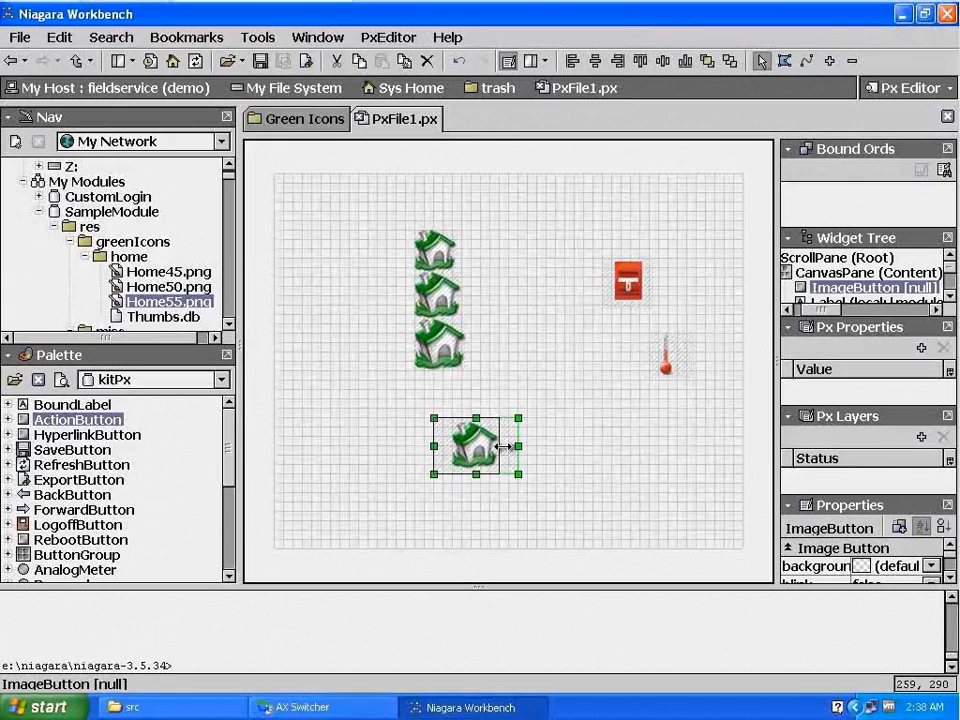 Niagara Workbench
File Edit Search Bookmarks Tools Window PxEditor Help
My Host : fieldservice (demo) My File System Sys Home trash PxFile1.px Px Editor
Nav
My Network
Z:
My Modules
CustomLogin
SampleModule
res
greenIcons
home
Home45.png
Home50.png
Home55.png
Thumbs.db
Palette
kitPx
BoundLabel
ActionButton
HyperlinkButton
SaveButton
RefreshButton
ExportButton
BackButton
ForwardButton
LogoffButton
RebootButton
ButtonGroup
AnalogMeter
Green Icons PxFile1.px
Bound Ords
Widget Tree
ScrollPane (Root)
CanvasPane (Content)
ImageButton [null]
Px Properties
Value
Px Layers
Status
Properties
ImageButton
Image Button
backgroun (defaul
e:\niagara\niagara-3.5.34>
ImageButton [null] 259, 290
start src AX Switcher Niagara Workbench 2:38 AM